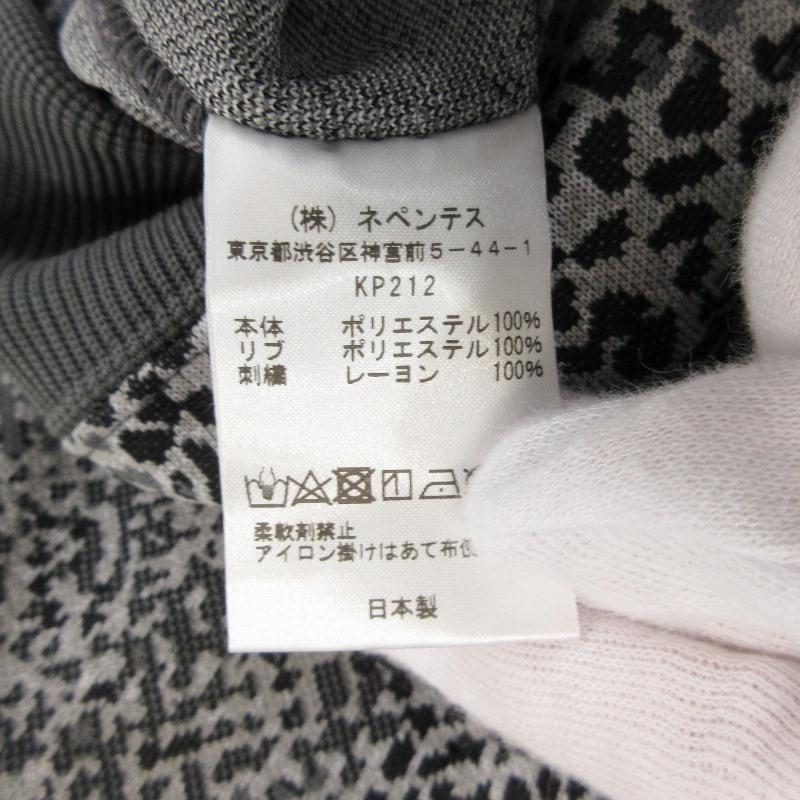 (株) ネペンテス
東京都渋谷区神宮前5-44-1
KP212
本体 ポリエステル100%
リブ ポリエステル100%
刺繍 レーヨン 100%
柔軟剤禁止
アイロン掛けはあて布使
日本製